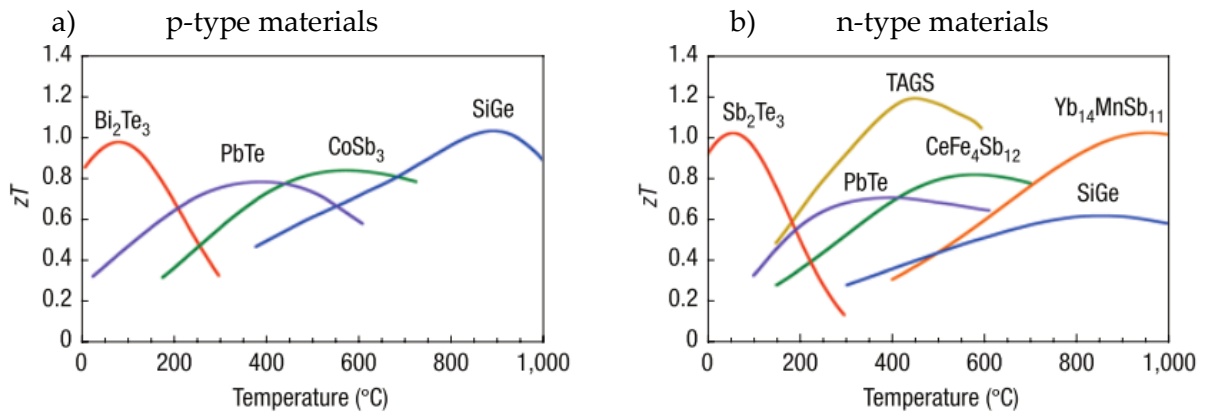 a) p-type materials
1.4
1.2
1.0
0.8
0.6
0.4
0.2
0
zT
Bi₂Te₃
PbTe
CoSb₃
SiGe
0 200 400 600 800 1,000
Temperature (°C)
b) n-type materials
1.4
1.2
1.0
0.8
0.6
0.4
0.2
0
zT
Sb₂Te₃
TAGS
PbTe
CeFe₄Sb₁₂
Yb₁₄MnSb₁₁
SiGe
0 200 400 600 800 1,000
Temperature (°C)